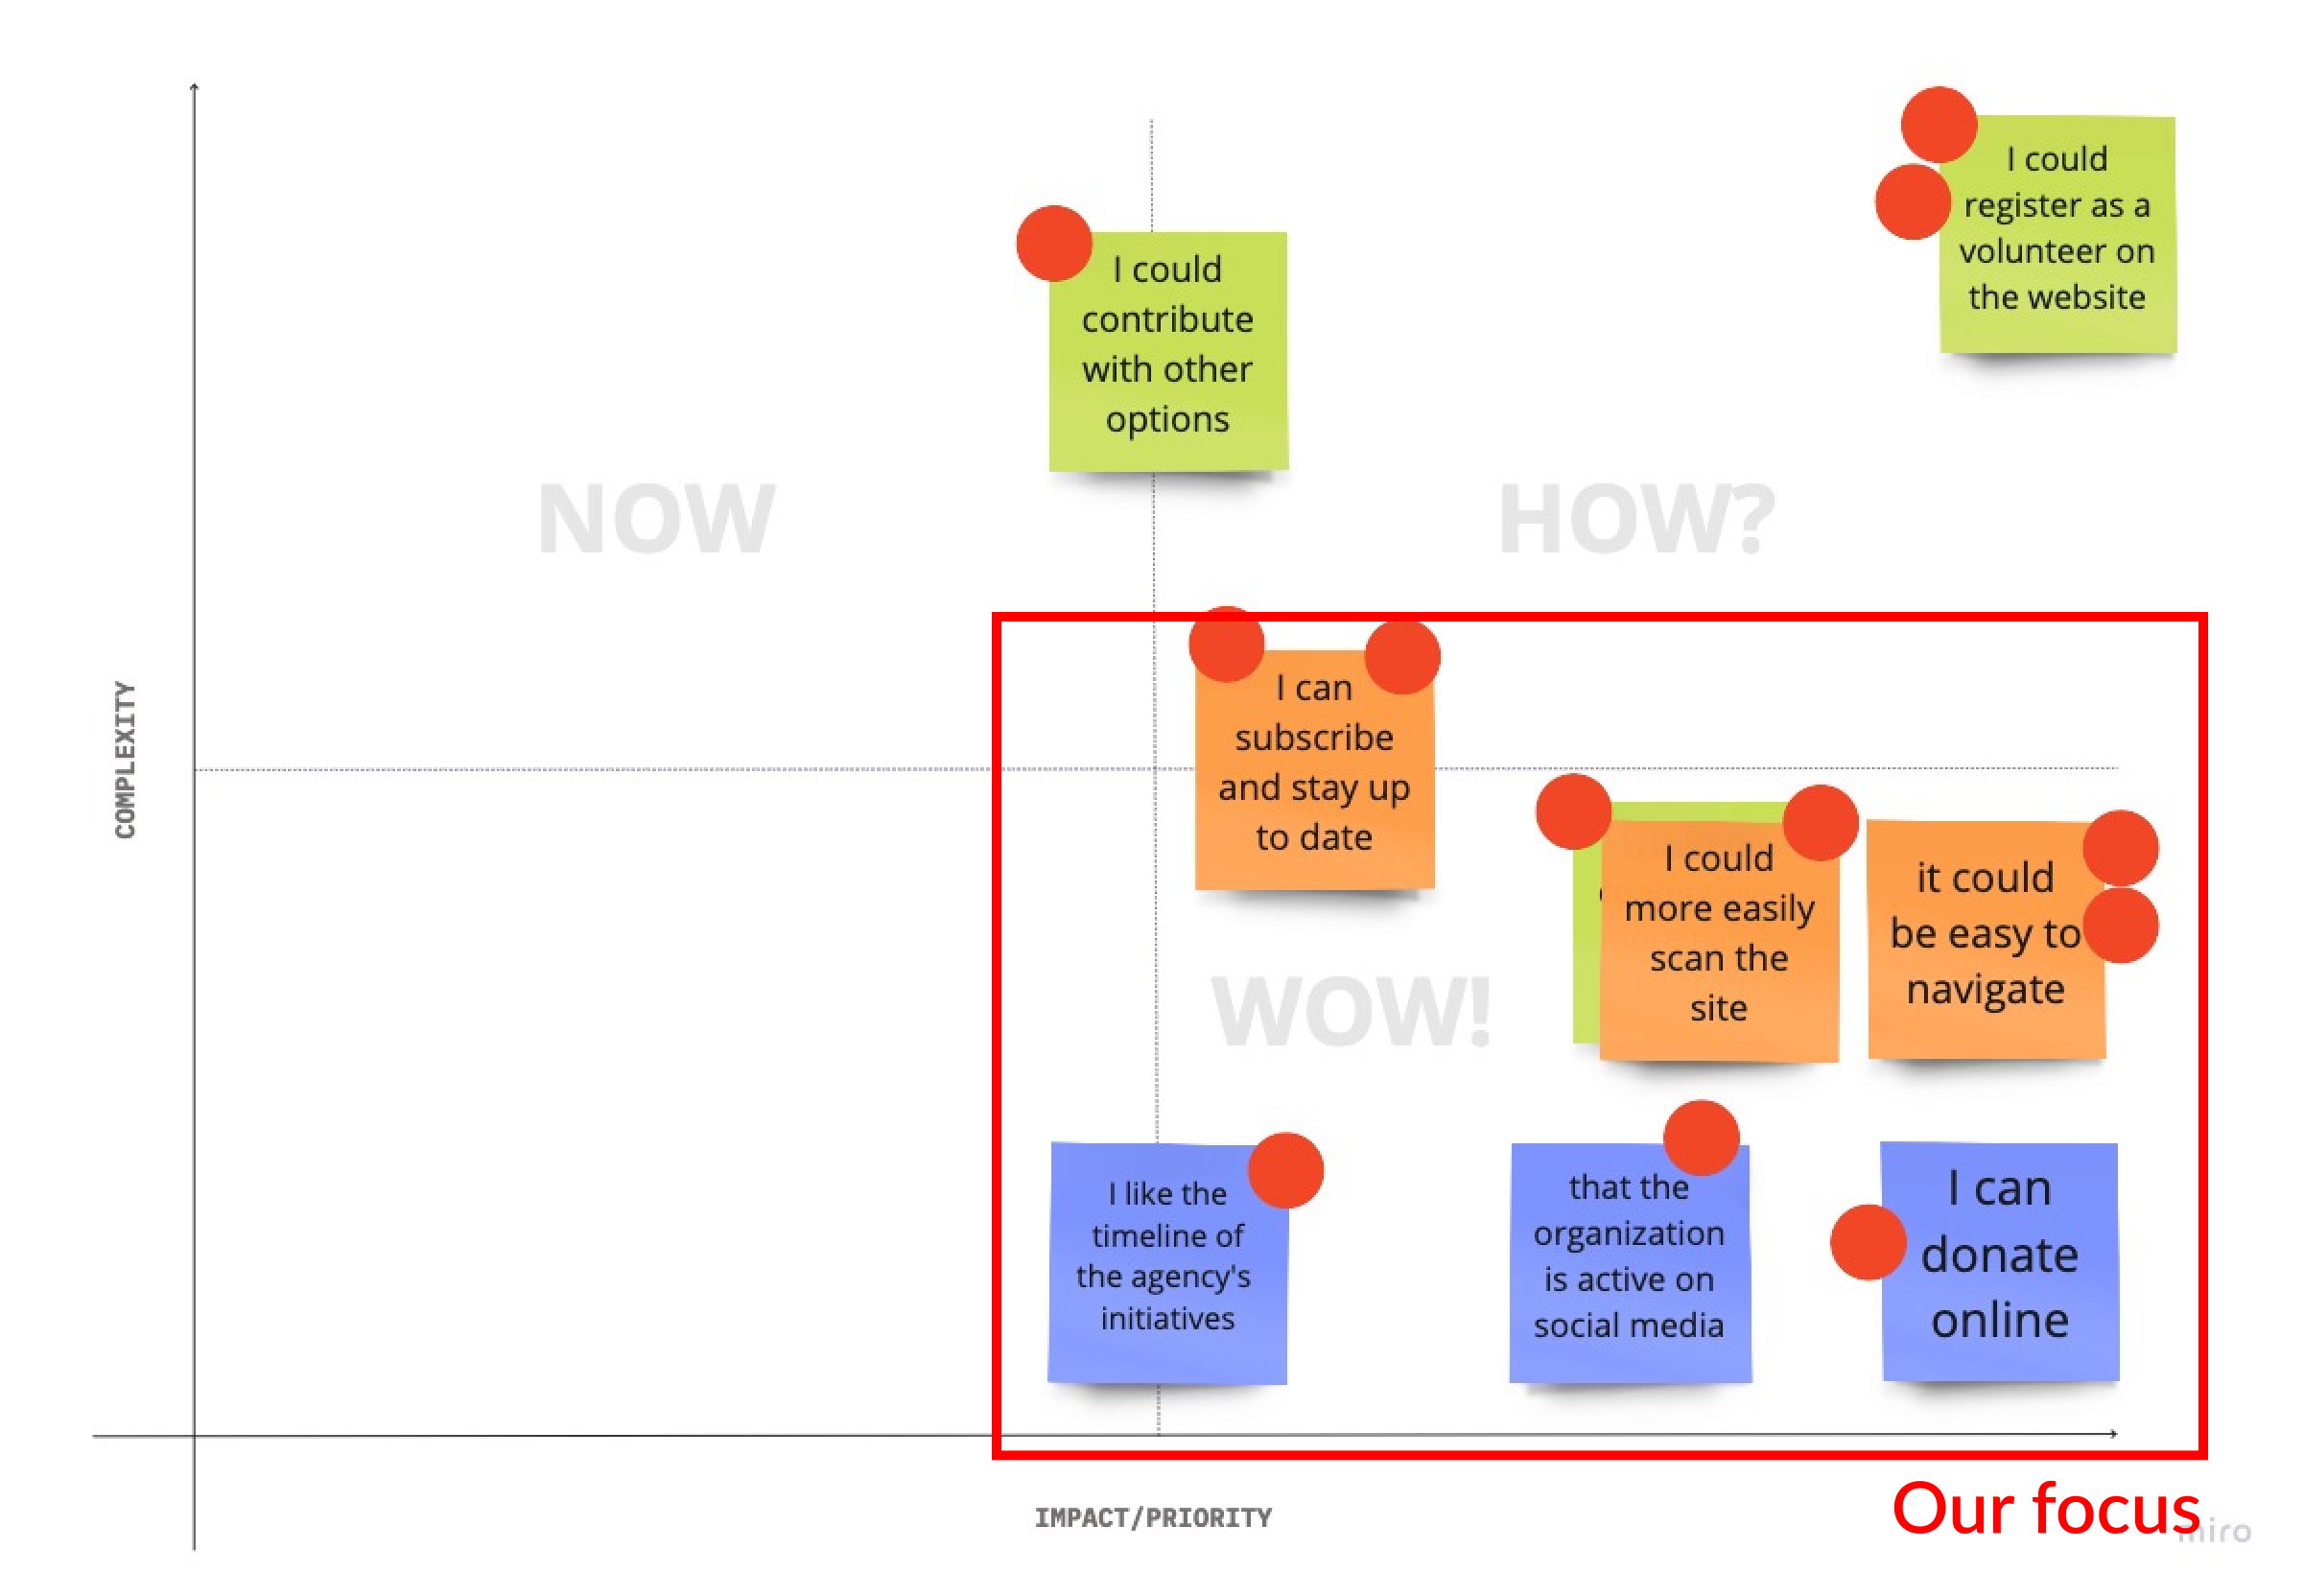 I could
register as a
volunteer on
the website
I could
contribute
with other
options
NOW
HOW?
COMPLEXITY
I can
subscribe
and stay up
to date
I could
more easily
scan the
site
it could
be easy to
navigate
WOW!
I like the
timeline of
the agency's
initiatives
that the
organization
is active on
social media
I can
donate
online
IMPACT/PRIORITY
Our focus
miro